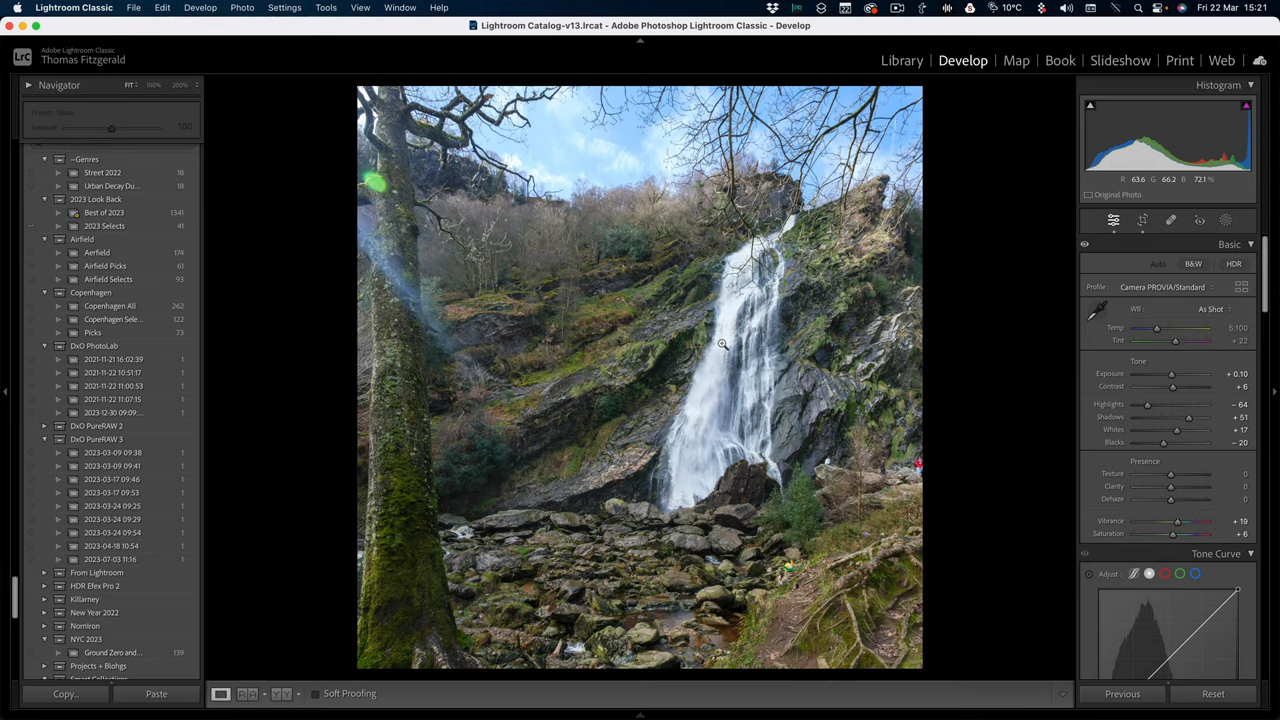 Lightroom Classic File Edit Develop Photo Settings Tools View Window Help 10°C Fri 22 Mar 15:21
Lightroom Catalog-v13.lrcat - Adobe Photoshop Lightroom Classic - Develop
LrC Adobe Lightroom Classic
Thomas Fitzgerald
Library | Develop | Map | Book | Slideshow | Print | Web
Navigator FIT 100% 200%
Preset: None
Amount 100
--Genres
Street 2022 18
Urban Decay Du... 18
2023 Look Back
Best of 2023 1341
2023 Selects 41
Airfield
Aerfield 174
Airfield Picks 61
Airfield Selects 93
Copenhagen
Copenhagen All 262
Copenhagen Sele... 122
Picks 73
DxO PhotoLab
2021-11-21 16:02:39 1
2021-11-22 10:51:17 1
2021-11-22 11:00:53 1
2021-11-22 11:07:15 1
2023-12-30 09:09:... 1
DxO PureRAW 2
DxO PureRAW 3
2023-03-09 09:38 1
2023-03-09 09:41 1
2023-03-17 09:46 1
2023-03-17 09:53 1
2023-03-24 09:25 1
2023-03-24 09:29 1
2023-03-24 09:54 1
2023-04-18 10:54 1
2023-07-03 11:16 1
From Lightroom
HDR Efex Pro 2
Killarney
New Year 2022
NornIron
NYC 2023
Ground Zero and... 139
Projects + Blohgs
Smart Collections
Copy... Paste
Soft Proofing
Histogram
R 63.6 G 66.2 B 72.1 %
Original Photo
Basic
Auto B&W HDR
Profile: Camera PROVIA/Standard
WB: As Shot
Temp 5,100
Tint + 22
Tone
Exposure + 0.10
Contrast + 6
Highlights - 64
Shadows + 51
Whites + 17
Blacks - 20
Presence
Texture 0
Clarity 0
Dehaze 0
Vibrance + 19
Saturation + 6
Tone Curve
Adjust:
Previous Reset